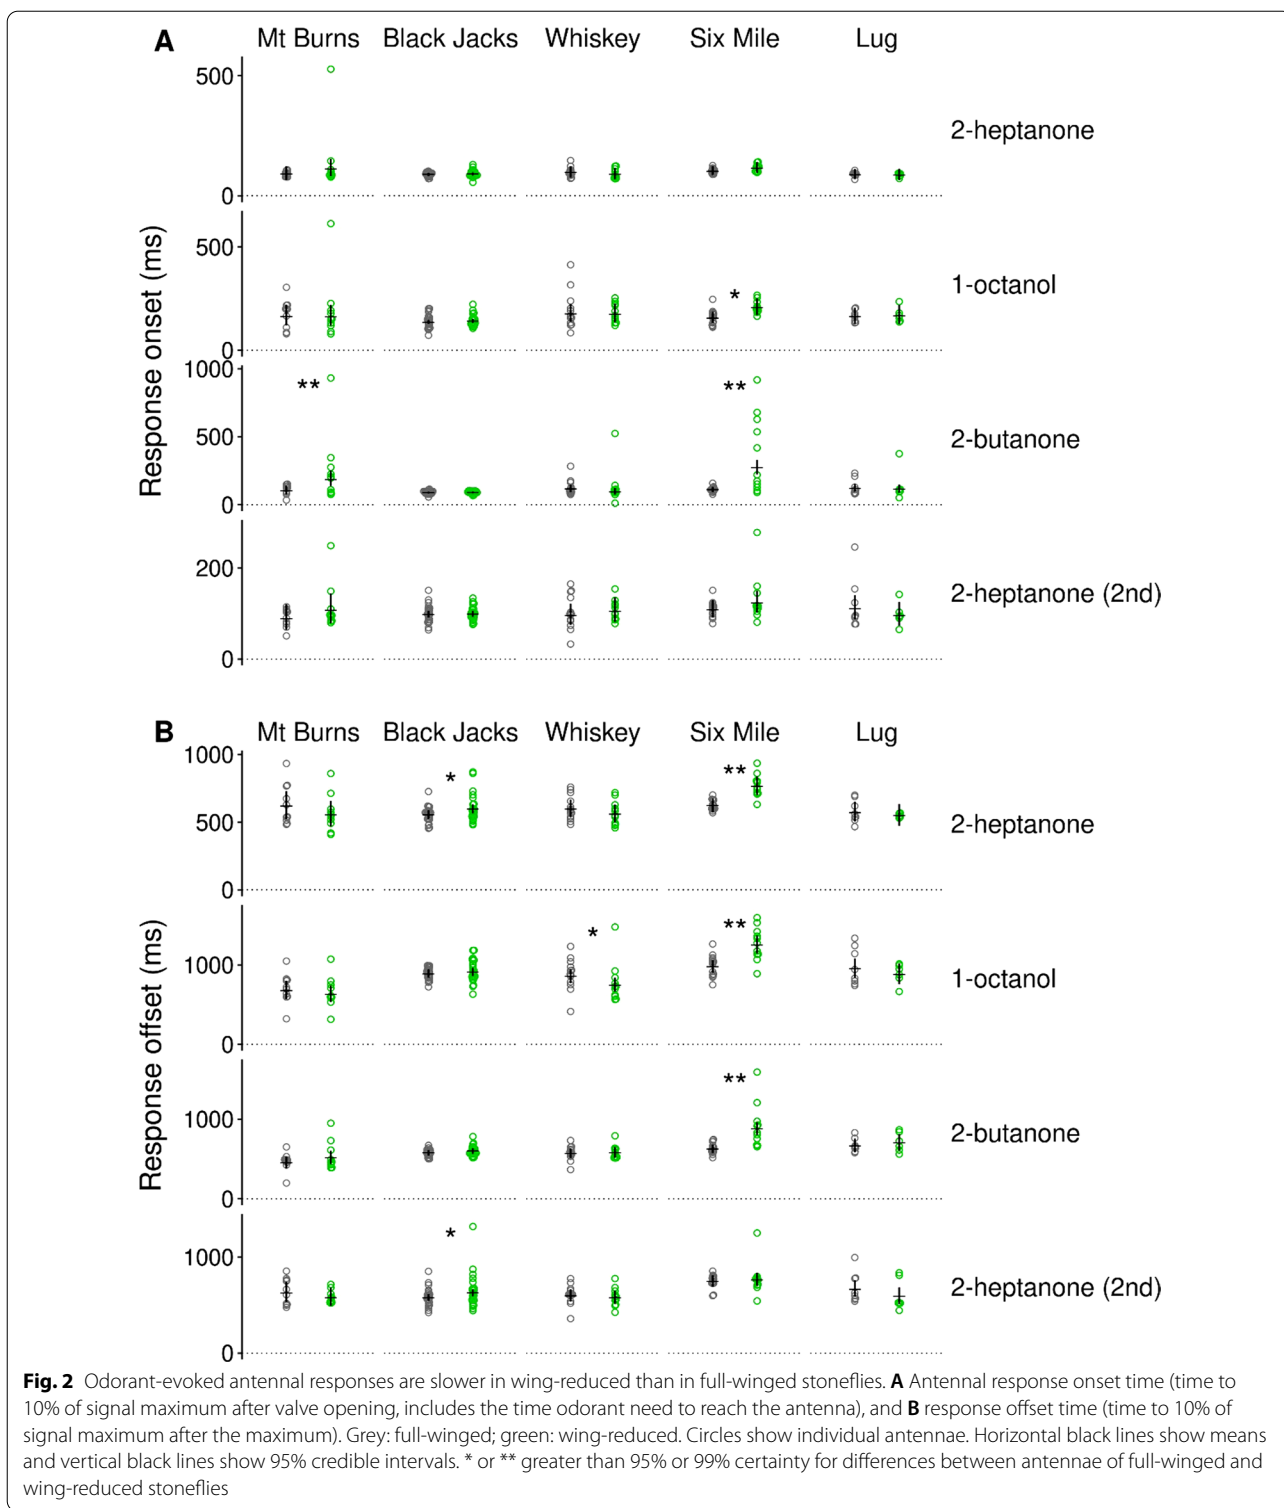 A
Mt Burns Black Jacks Whiskey Six Mile Lug
Response onset (ms)
500
0
2-heptanone
500
0
*
1-octanol
1000
500
0
** **
2-butanone
200
0
2-heptanone (2nd)
B
Mt Burns Black Jacks Whiskey Six Mile Lug
Response offset (ms)
1000
500
0
* **
2-heptanone
1000
0
* **
1-octanol
1000
0
**
2-butanone
1000
0
*
2-heptanone (2nd)
Fig. 2 Odorant-evoked antennal responses are slower in wing-reduced than in full-winged stoneflies. A Antennal response onset time (time to
10% of signal maximum after valve opening, includes the time odorant need to reach the antenna), and B response offset time (time to 10% of
signal maximum after the maximum). Grey: full-winged; green: wing-reduced. Circles show individual antennae. Horizontal black lines show means
and vertical black lines show 95% credible intervals. * or ** greater than 95% or 99% certainty for differences between antennae of full-winged and
wing-reduced stoneflies